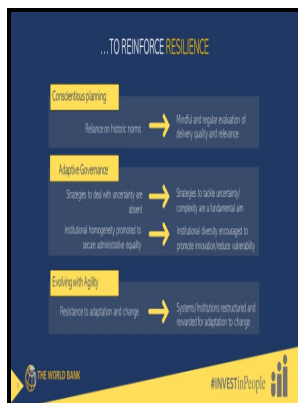 ...TO REINFORCE RESILIENCE
Conscientious planning
Reliance on historic norms
Mindful and regular evaluation of
delivery quality and relevance
Adaptive Governance
Strategies to deal with uncertainty are
absent
Strategies to tackle uncertainty/
complexity are a fundamental aim
Institutional homogeneity promoted to
secure administrative equality
Institutional diversity encouraged to
promote innovation/reduce vulnerability
Evolving with Agility
Resistance to adaptation and change
Systems/Institutions restructured and
rewarded for adaptation to change
THE WORLD BANK
#INVESTinPeople